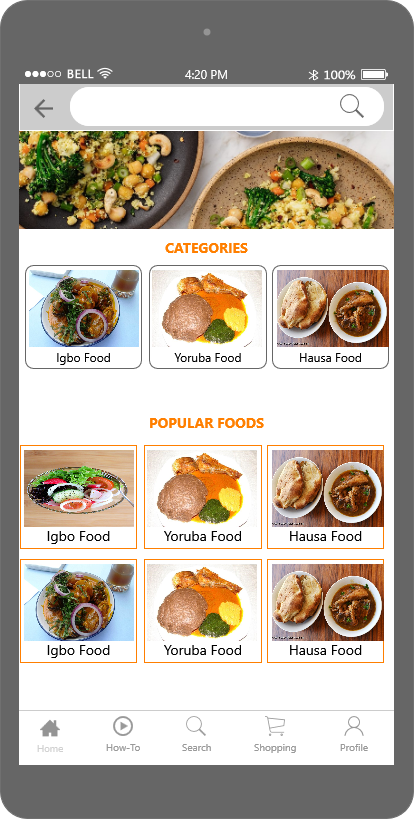 BELL 4:20 PM 100%
CATEGORIES
Igbo Food Yoruba Food Hausa Food
POPULAR FOODS
Igbo Food Yoruba Food Hausa Food
Igbo Food Yoruba Food Hausa Food
Home How-To Search Shopping Profile